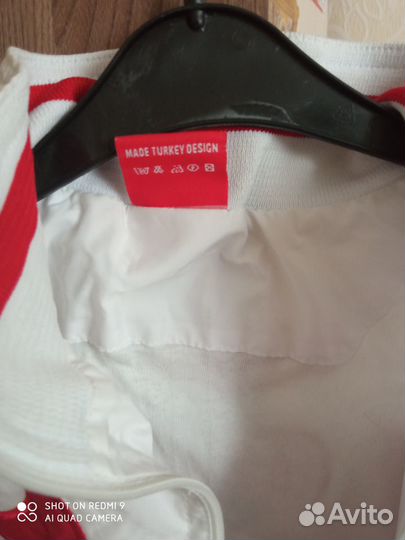 MADE TURKEY DESIGN
SHOT ON REDMI 9
AI QUAD CAMERA
Avito